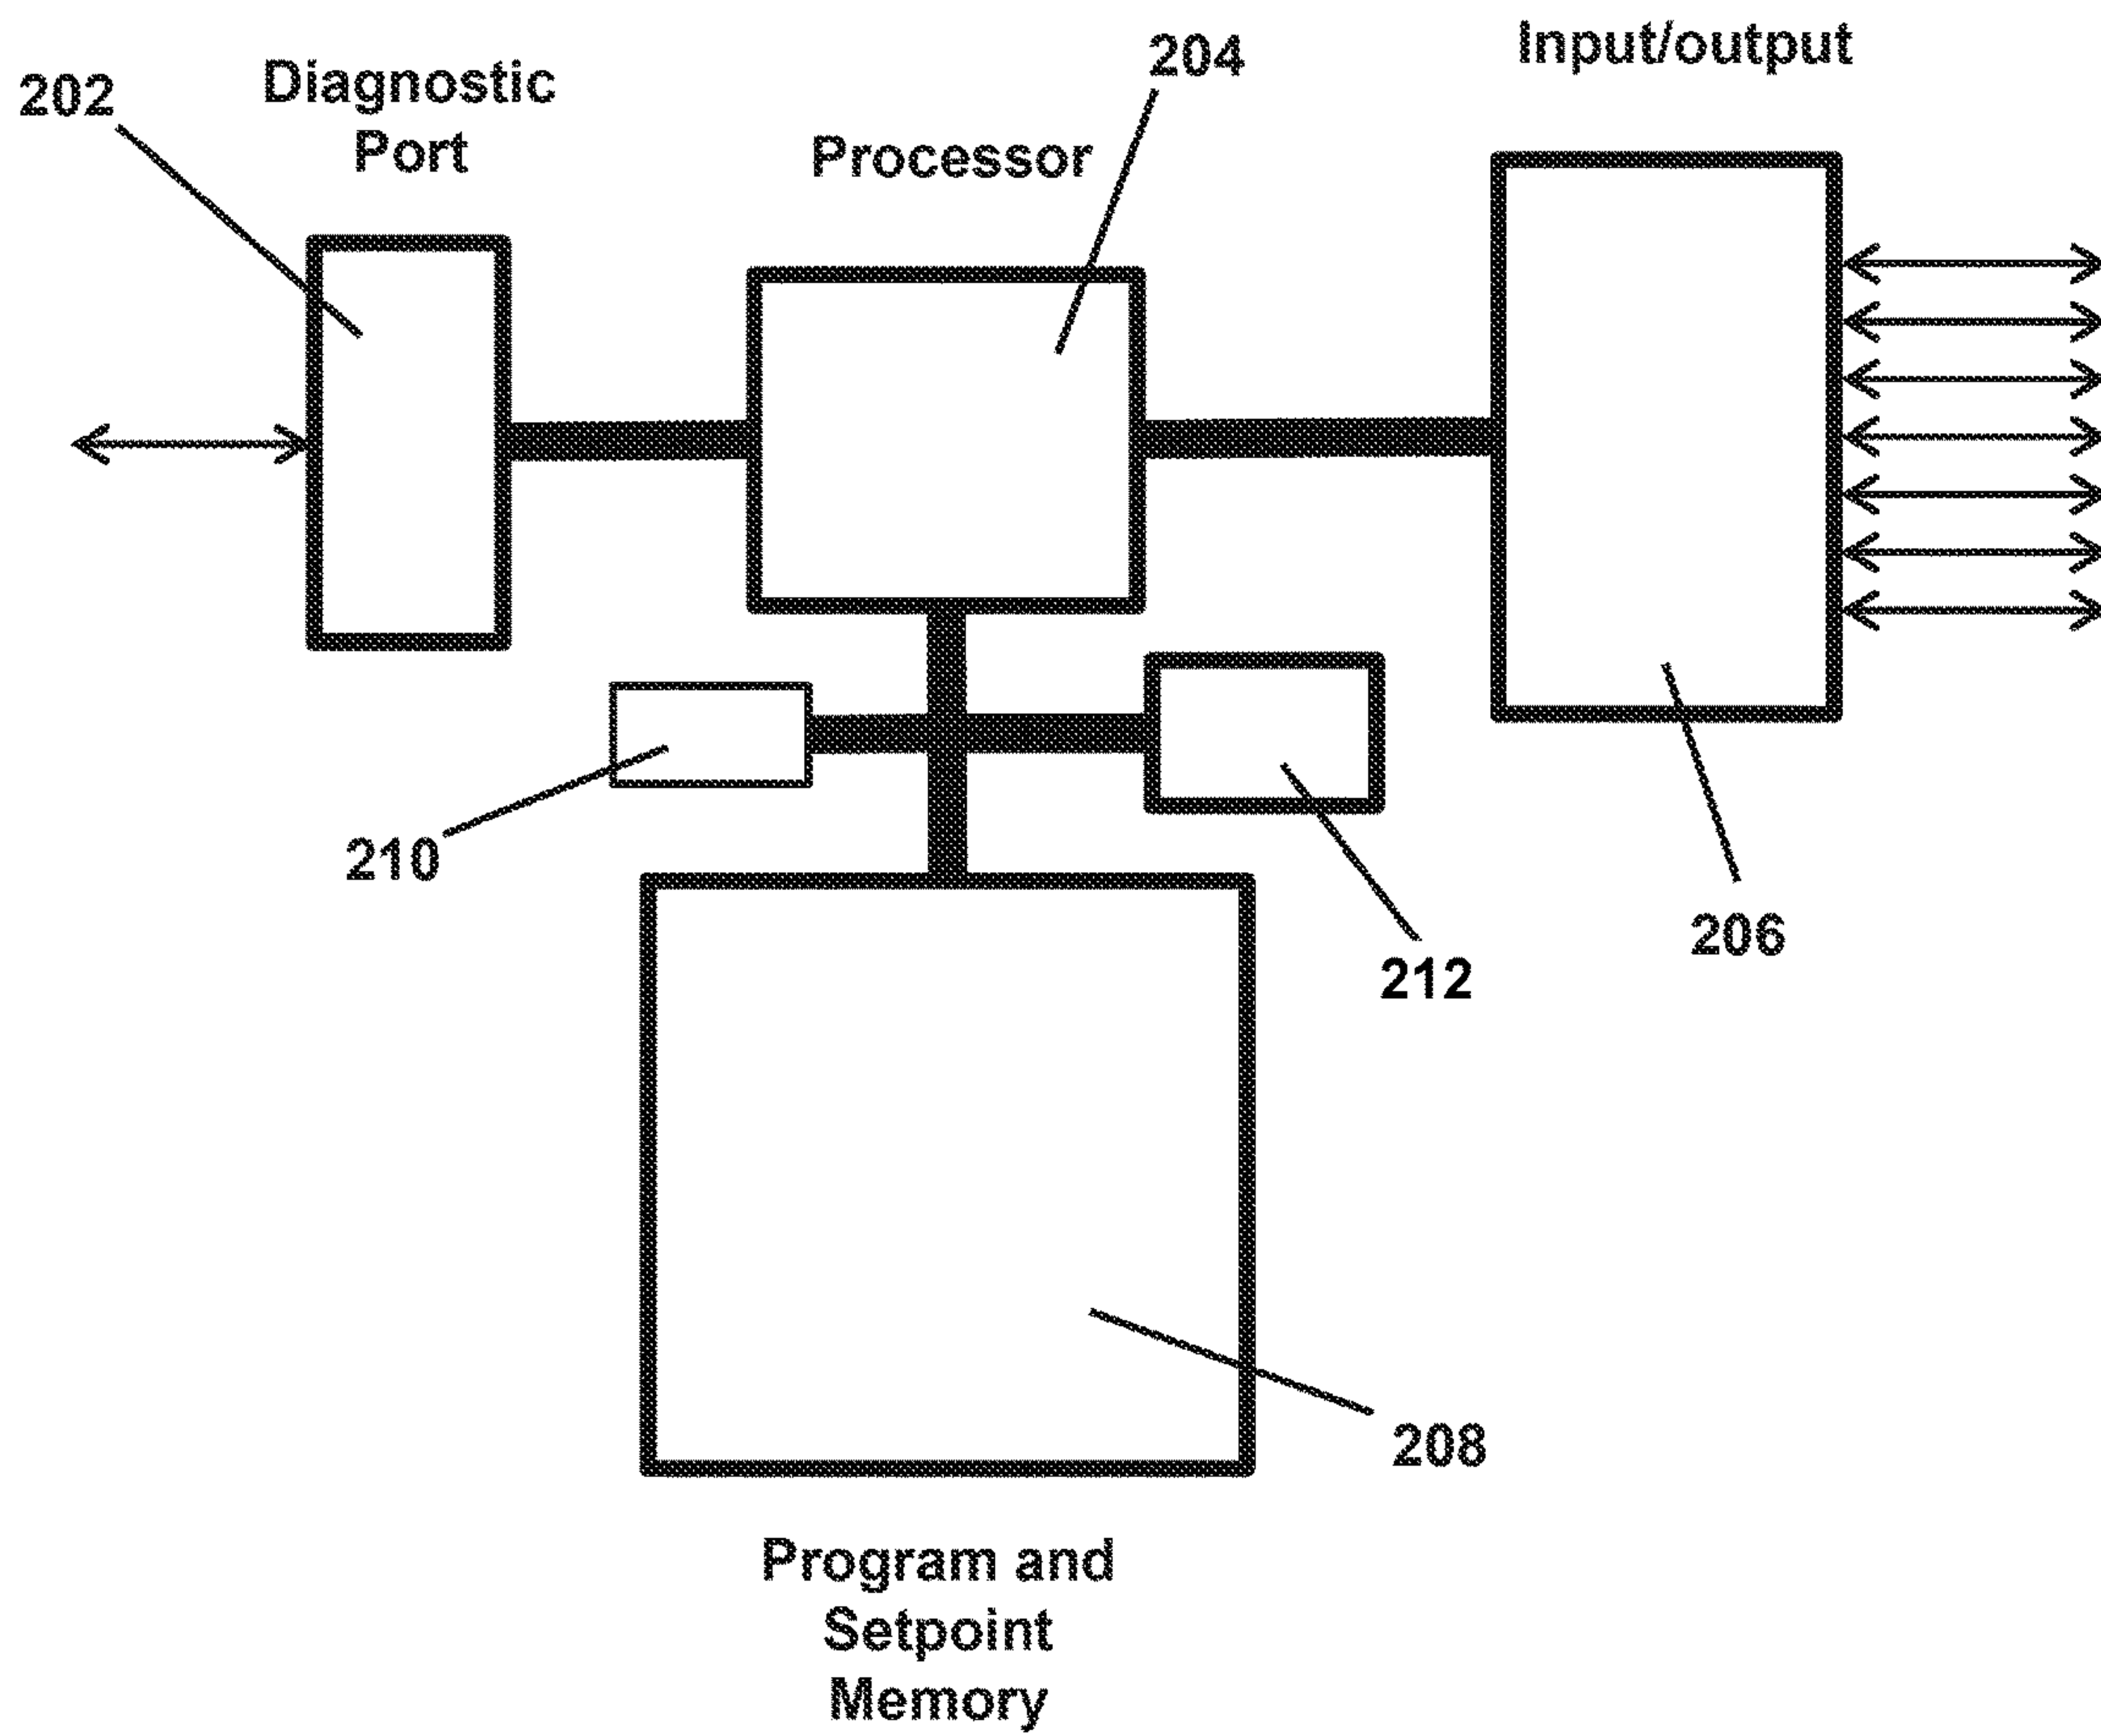 202
Diagnostic
Port
Processor
204
Input/output
210
212
206
208
Program and
Setpoint
Memory